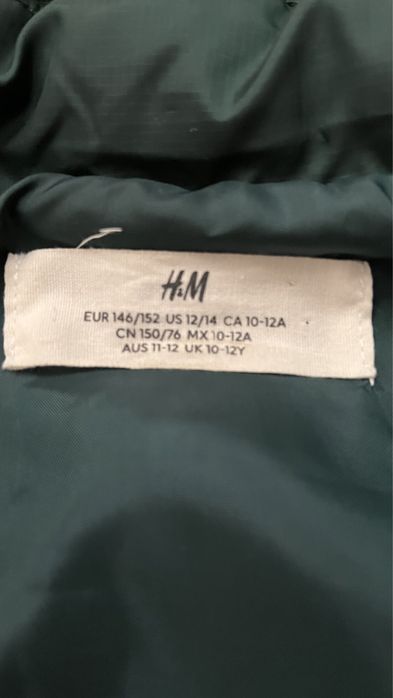 H&M
EUR 146/152 US 12/14 CA 10-12A
CN 150/76 MX 10-12A
AUS 11-12 UK 10-12Y